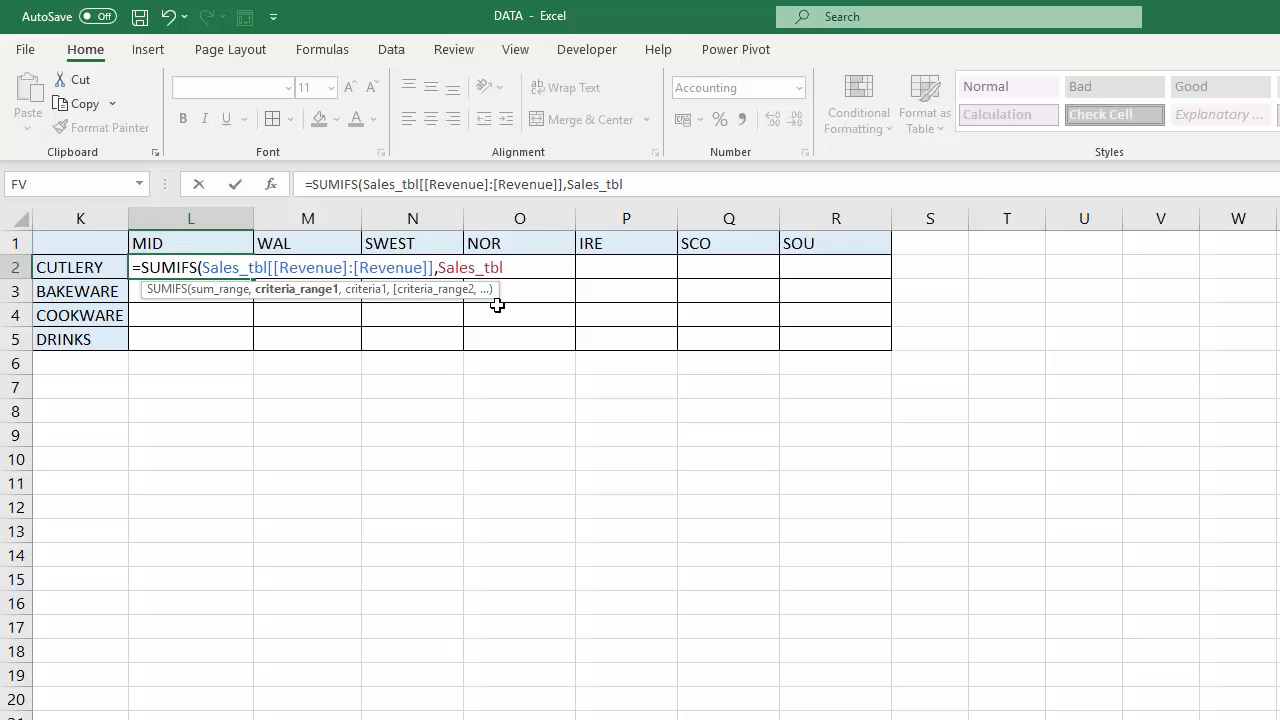 AutoSave Off DATA - Excel Search
File Home Insert Page Layout Formulas Data Review View Developer Help Power Pivot
Paste Cut Copy Format Painter
Clipboard
11
B I U A
Font
Wrap Text
Merge & Center
Alignment
Accounting
% ,
Number
Conditional Formatting Format as Table
Normal Bad Good
Calculation Check Cell Explanatory ...
Styles
FV fx =SUMIFS(Sales_tbl[[Revenue]:[Revenue]],Sales_tbl
K L M N O P Q R S T U V W
1 MID WAL SWEST NOR IRE SCO SOU
2 CUTLERY =SUMIFS(Sales_tbl[[Revenue]:[Revenue]],Sales_tbl
SUMIFS(sum_range, criteria_range1, criteria1, [criteria_range2, ...)
3 BAKEWARE
4 COOKWARE
5 DRINKS
6
7
8
9
10
11
12
13
14
15
16
17
18
19
20